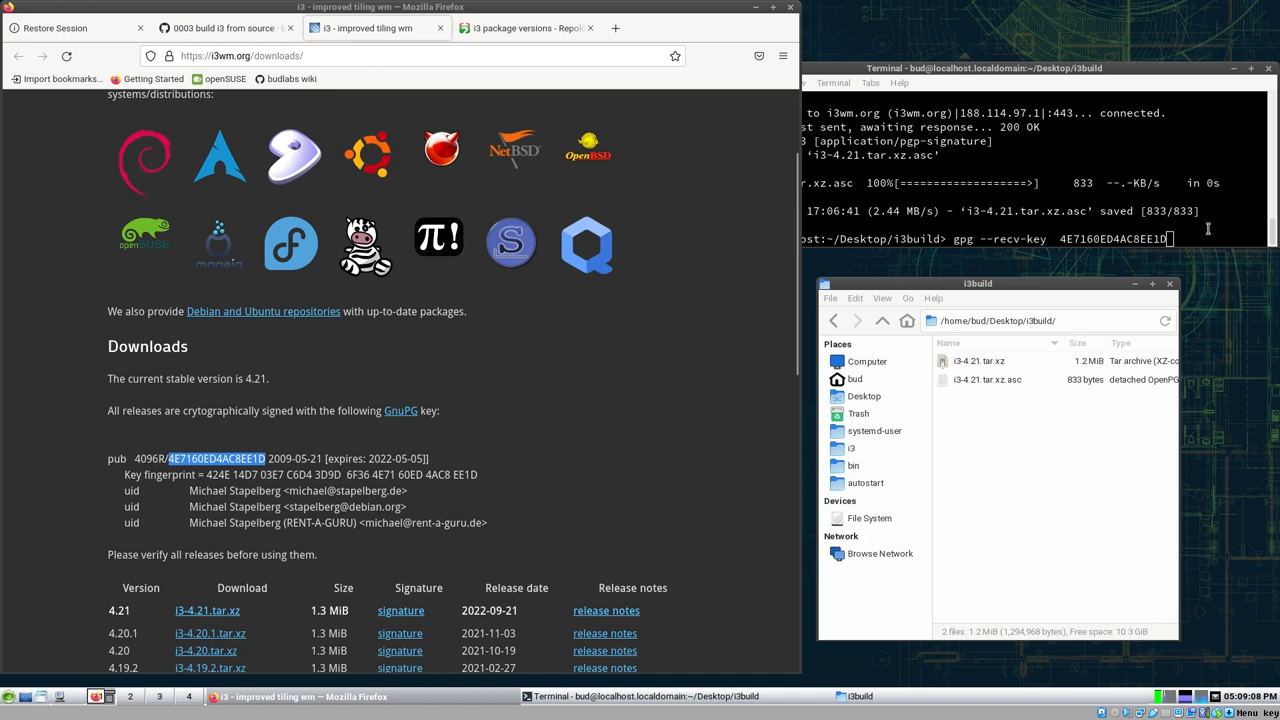 i3 - improved tiling wm — Mozilla Firefox
Restore Session
0003 build i3 from source ·
i3 - improved tiling wm
i3 package versions - Repolo
https://i3wm.org/downloads/
Import bookmarks...
Getting Started
openSUSE
budlabs wiki
systems/distributions:
NetBSD
OpenBSD
openSUSE
mageia
We also provide Debian and Ubuntu repositories with up-to-date packages.
Downloads
The current stable version is 4.21.
All releases are crytographically signed with the following GnuPG key:
pub 4096R/4E7160ED4AC8EE1D 2009-05-21 [expires: 2022-05-05]]
Key fingerprint = 424E 14D7 03E7 C6D4 3D9D 6F36 4E71 60ED 4AC8 EE1D
uid Michael Stapelberg <michael@stapelberg.de>
uid Michael Stapelberg <stapelberg@debian.org>
uid Michael Stapelberg (RENT-A-GURU) <michael@rent-a-guru.de>
Please verify all releases before using them.
Version Download Size Signature Release date Release notes
4.21 i3-4.21.tar.xz 1.3 MiB signature 2022-09-21 release notes
4.20.1 i3-4.20.1.tar.xz 1.3 MiB signature 2021-11-03 release notes
4.20 i3-4.20.tar.xz 1.3 MiB signature 2021-10-19 release notes
4.19.2 i3-4.19.2.tar.xz 1.3 MiB signature 2021-02-27 release notes
Terminal - bud@localhost.localdomain:~/Desktop/i3build
Terminal Tabs Help
to i3wm.org (i3wm.org)|188.114.97.1|:443... connected.
st sent, awaiting response... 200 OK
3 [application/pgp-signature]
‘i3-4.21.tar.xz.asc’
r.xz.asc 100%[===================>] 833 --.-KB/s in 0s
17:06:41 (2.44 MB/s) - ‘i3-4.21.tar.xz.asc’ saved [833/833]
ost:~/Desktop/i3build> gpg --recv-key 4E7160ED4AC8EE1D
i3build
File Edit View Go Help
/home/bud/Desktop/i3build/
Places
Computer
bud
Desktop
Trash
systemd-user
i3
bin
autostart
Devices
File System
Network
Browse Network
Name Size Type
i3-4.21.tar.xz 1.2 MiB Tar archive (XZ-co
i3-4.21.tar.xz.asc 833 bytes detached OpenPG
2 files: 1.2 MiB (1,294,968 bytes), Free space: 10.3 GiB
2 3 4
i3 - improved tiling wm — Mozilla Firefox
Terminal - bud@localhost.localdomain:~/Desktop/i3build
i3build
05:09:08 PM
Menu key